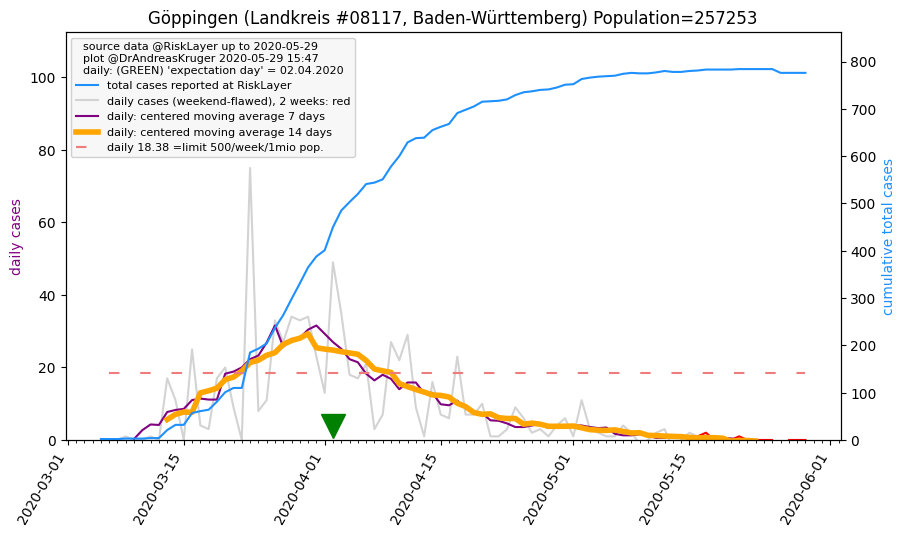 Göppingen (Landkreis #08117, Baden-Württemberg) Population=257253
source data @RiskLayer up to 2020-05-29
plot @DrAndreasKruger 2020-05-29 15:47
daily: (GREEN) 'expectation day' = 02.04.2020
total cases reported at RiskLayer
daily cases (weekend-flawed), 2 weeks: red
daily: centered moving average 7 days
daily: centered moving average 14 days
daily 18.38 =limit 500/week/1mio pop.
daily cases
100
80
60
40
20
0
cumulative total cases
800
700
600
500
400
300
200
100
0
2020-03-01
2020-03-15
2020-04-01
2020-04-15
2020-05-01
2020-05-15
2020-06-01